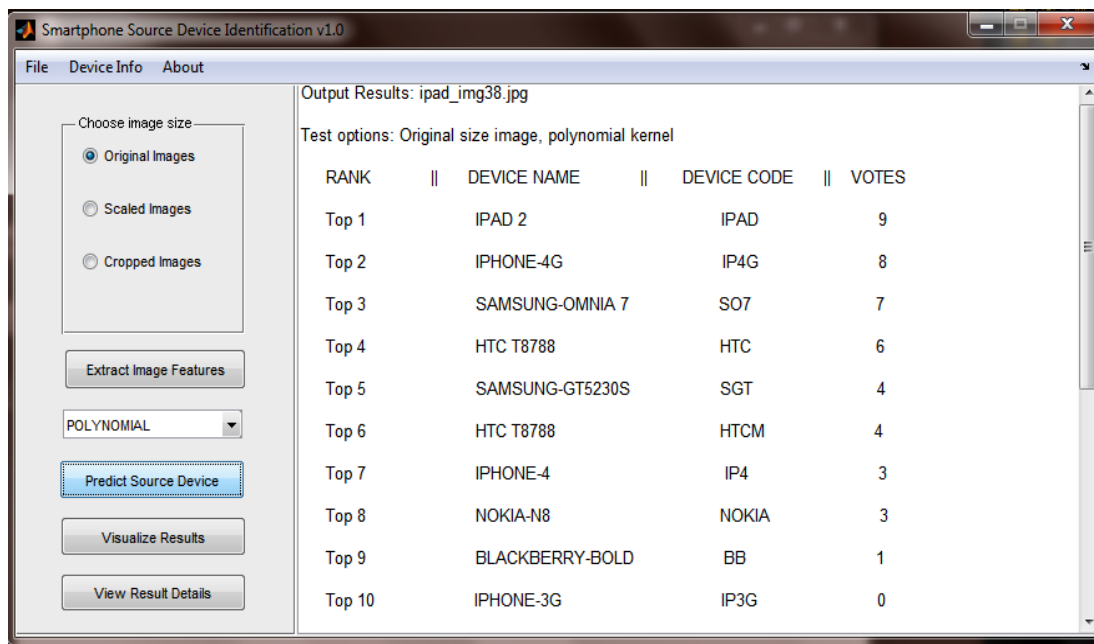 Smartphone Source Device Identification v1.0
File Device Info About
Choose image size
Original Images
Scaled Images
Cropped Images
Extract Image Features
POLYNOMIAL
Predict Source Device
Visualize Results
View Result Details
Output Results: ipad_img38.jpg
Test options: Original size image, polynomial kernel
RANK || DEVICE NAME || DEVICE CODE || VOTES
Top 1 IPAD 2 IPAD 9
Top 2 IPHONE-4G IP4G 8
Top 3 SAMSUNG-OMNIA 7 SO7 7
Top 4 HTC T8788 HTC 6
Top 5 SAMSUNG-GT5230S SGT 4
Top 6 HTC T8788 HTCM 4
Top 7 IPHONE-4 IP4 3
Top 8 NOKIA-N8 NOKIA 3
Top 9 BLACKBERRY-BOLD BB 1
Top 10 IPHONE-3G IP3G 0